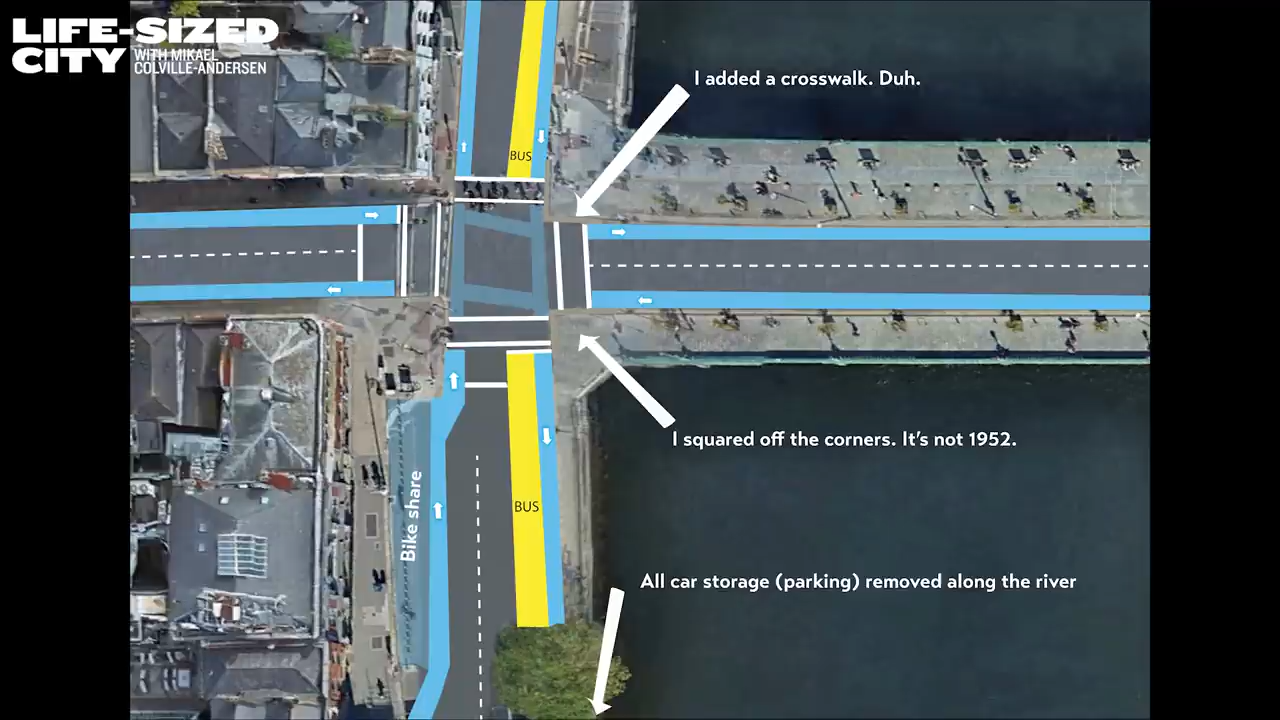 LIFE-SIZED
CITY WITH MIKAEL
COLVILLE-ANDERSEN
I added a crosswalk. Duh.
BUS
I squared off the corners. It's not 1952.
Bike share
BUS
All car storage (parking) removed along the river